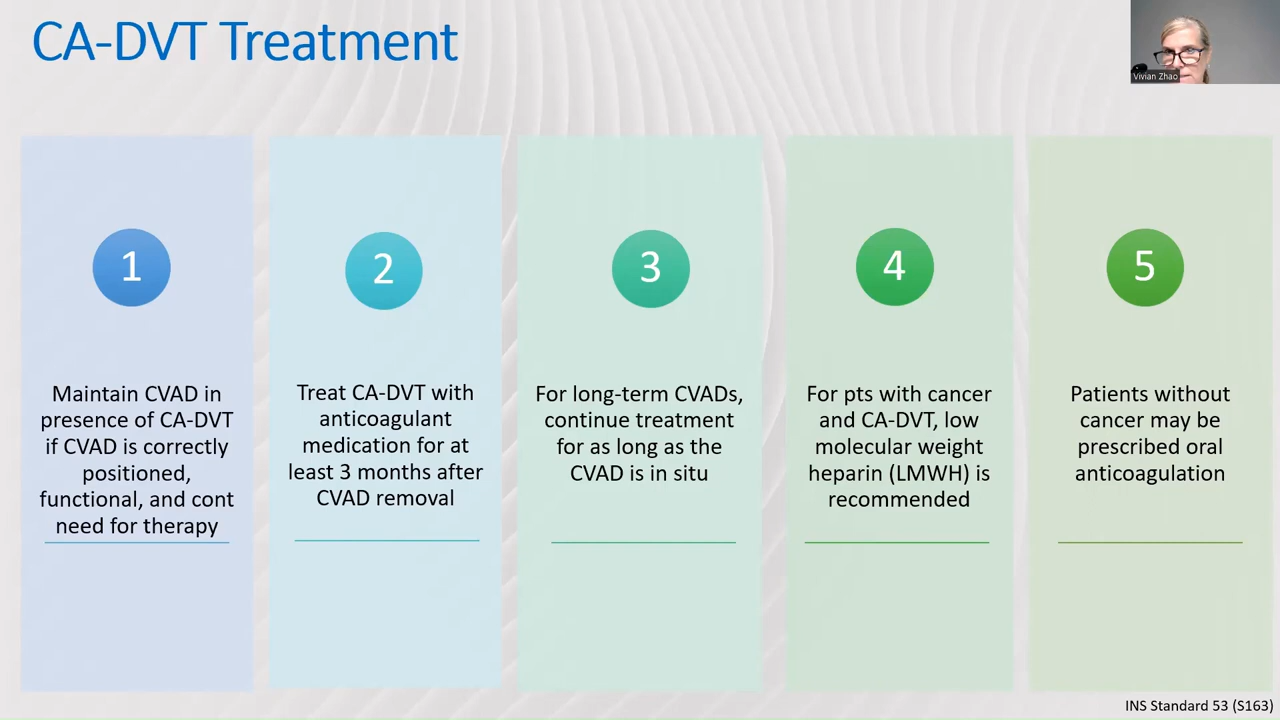 CA-DVT Treatment
Vivian Zhao
1
Maintain CVAD in
presence of CA-DVT
if CVAD is correctly
positioned,
functional, and cont
need for therapy
2
Treat CA-DVT with
anticoagulant
medication for at
least 3 months after
CVAD removal
3
For long-term CVADs,
continue treatment
for as long as the
CVAD is in situ
4
For pts with cancer
and CA-DVT, low
molecular weight
heparin (LMWH) is
recommended
5
Patients without
cancer may be
prescribed oral
anticoagulation
INS Standard 53 (S163)